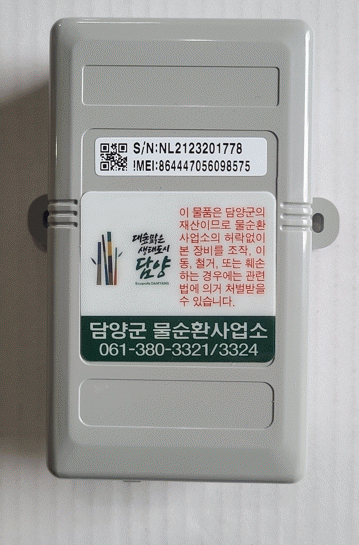 S/N:NL2123201778
IMEI:864447056098575
대숲맑은
생태도시
담양
이 물품은 담양군의
재산이므로 물순환
사업소의 허락없이
본 장비를 조작, 이
동, 철거, 또는 훼손
하는 경우에는 관련
법에 의거 처벌받을
수 있습니다.
담양군 물순환사업소
061-380-3321/3324